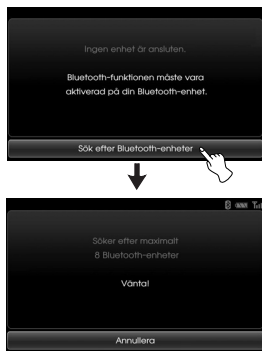 Ingen enhet är ansluten.
Bluetooth-funktionen måste vara
aktiverad på din Bluetooth-enhet.
Sök efter Bluetooth-enheter
Söker efter maximalt
8 Bluetooth-enheter
Vänta!
Annullera